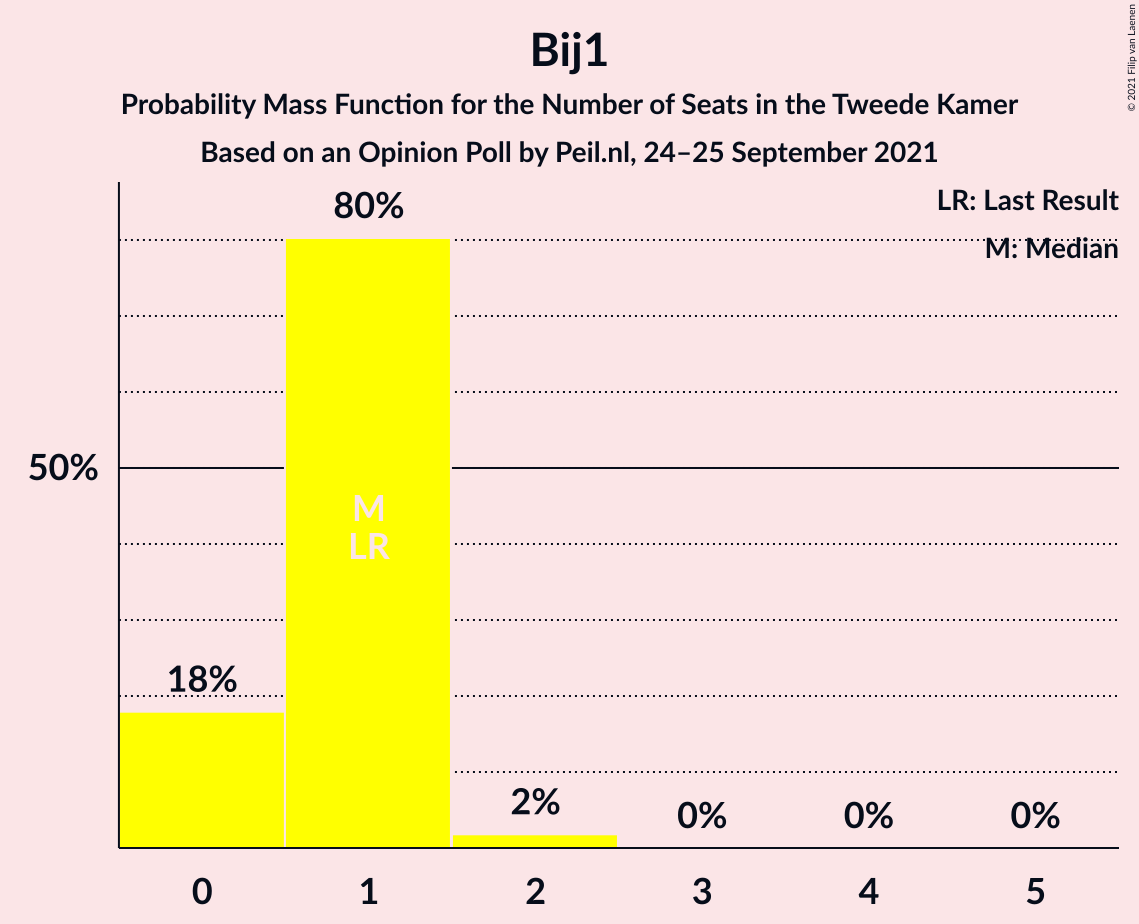 Bij1
Probability Mass Function for the Number of Seats in the Tweede Kamer
Based on an Opinion Poll by Peil.nl, 24–25 September 2021
© 2021 Filip van Laenen
LR: Last Result
M: Median
80%
50%
M
LR
18%
2%
0%
0%
0%
0
1
2
3
4
5